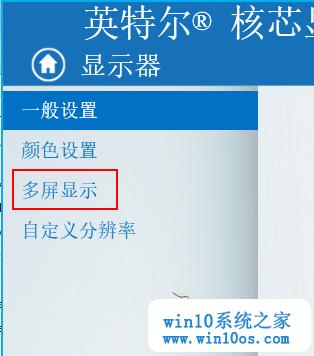 英特尔® 核芯
显示器
一般设置
颜色设置
多屏显示
自定义分辨率
win10系统之家
www.win10os.com